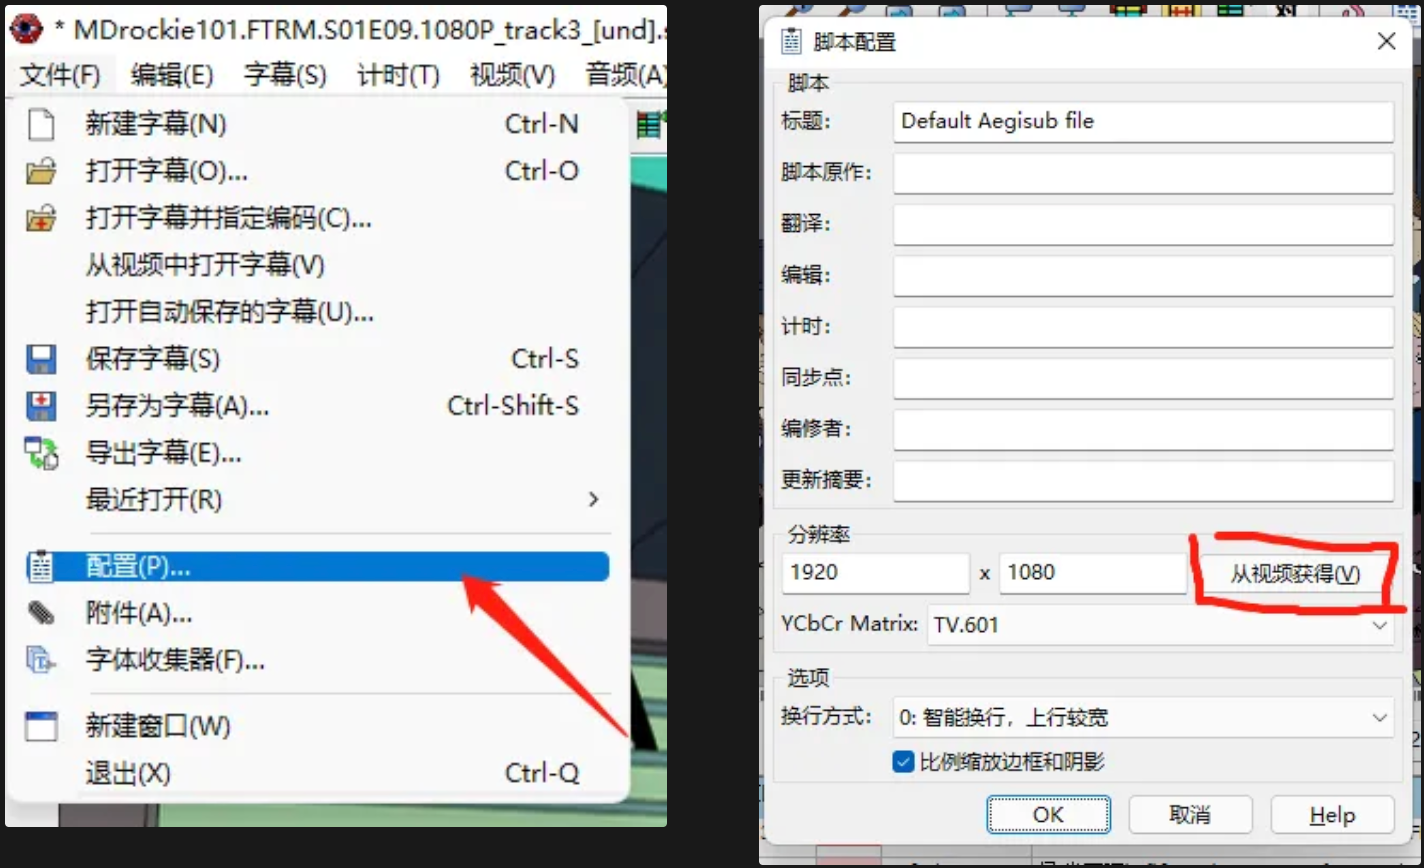 * MDrockie101.FTRM.S01E09.1080P_track3_[und].s
文件(F) 编辑(E) 字幕(S) 计时(T) 视频(V) 音频(A)
新建字幕(N) Ctrl-N
打开字幕(O)... Ctrl-O
打开字幕并指定编码(C)...
从视频中打开字幕(V)
打开自动保存的字幕(U)...
保存字幕(S) Ctrl-S
另存为字幕(A)... Ctrl-Shift-S
导出字幕(E)...
最近打开(R)
配置(P)...
附件(A)...
字体收集器(F)...
新建窗口(W)
退出(X) Ctrl-Q
脚本配置
脚本
标题: Default Aegisub file
脚本原作:
翻译:
编辑:
计时:
同步点:
编修者:
更新摘要:
分辨率
1920 x 1080 从视频获得(V)
YCbCr Matrix: TV.601
选项
换行方式: 0: 智能换行，上行较宽
比例缩放边框和阴影
OK 取消 Help